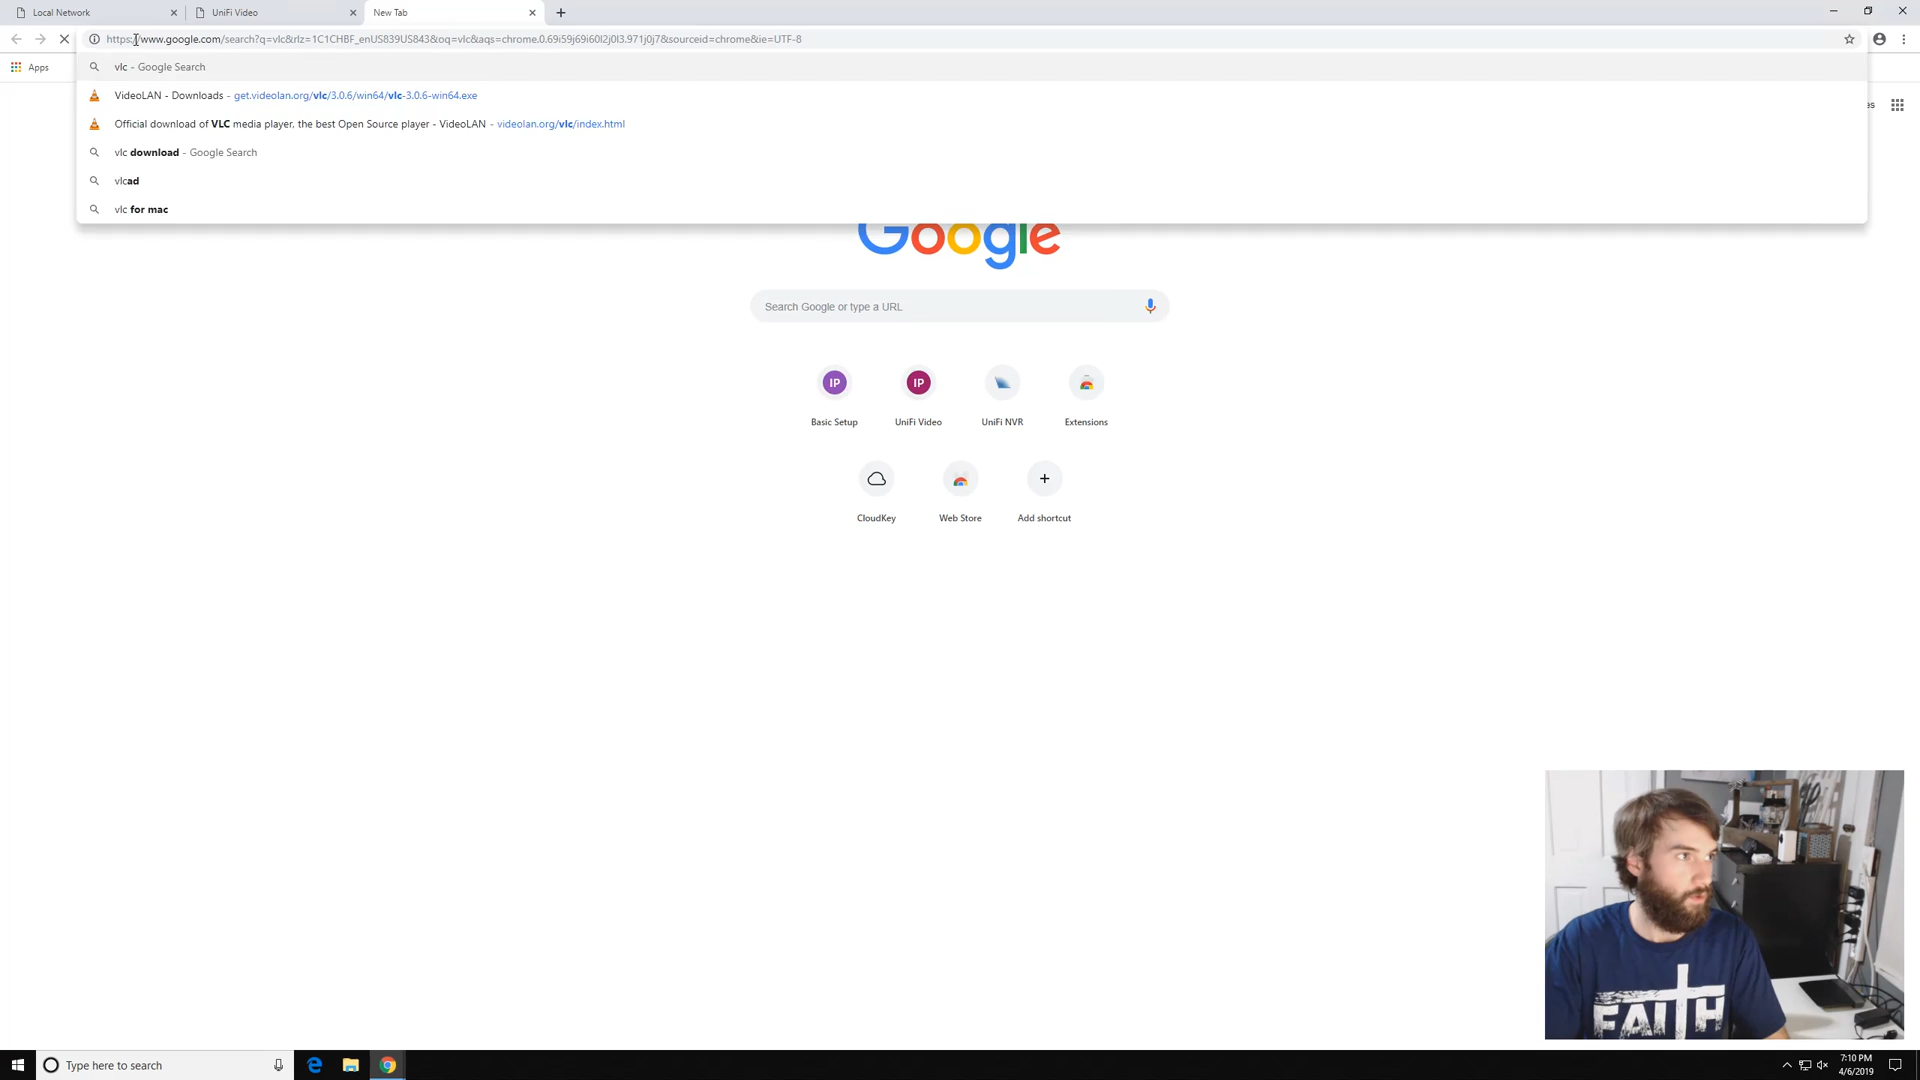 Local Network
UniFi Video
New Tab
https://www.google.com/search?q=vlc&rlz=1C1CHBF_enUS839US843&oq=vlc&aqs=chrome.0.69i59j69i60l2j0l3.971j0j7&sourceid=chrome&ie=UTF-8
Apps
vlc - Google Search
VideoLAN - Downloads - get.videolan.org/vlc/3.0.6/win64/vlc-3.0.6-win64.exe
Official download of VLC media player, the best Open Source player - VideoLAN - videolan.org/vlc/index.html
vlc download - Google Search
vlcad
vlc for mac
es
Google
Search Google or type a URL
IP
IP
Basic Setup
UniFi Video
UniFi NVR
Extensions
CloudKey
Web Store
Add shortcut
FAITH
Type here to search
7:10 PM
4/6/2019